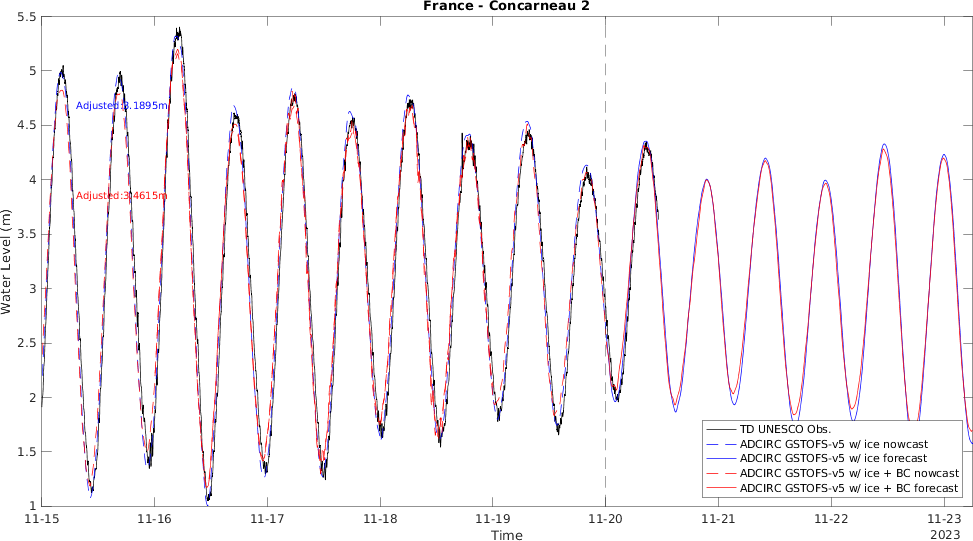 France - Concarneau 2
5.5
5
4.5
4
3.5
3
2.5
2
1.5
1
Water Level (m)
Adjusted:3.1895m
Adjusted:3.4615m
TD UNESCO Obs.
ADCIRC GSTOFS-v5 w/ ice nowcast
ADCIRC GSTOFS-v5 w/ ice forecast
ADCIRC GSTOFS-v5 w/ ice + BC nowcast
ADCIRC GSTOFS-v5 w/ ice + BC forecast
11-15 11-16 11-17 11-18 11-19 11-20 11-21 11-22 11-23
Time
2023